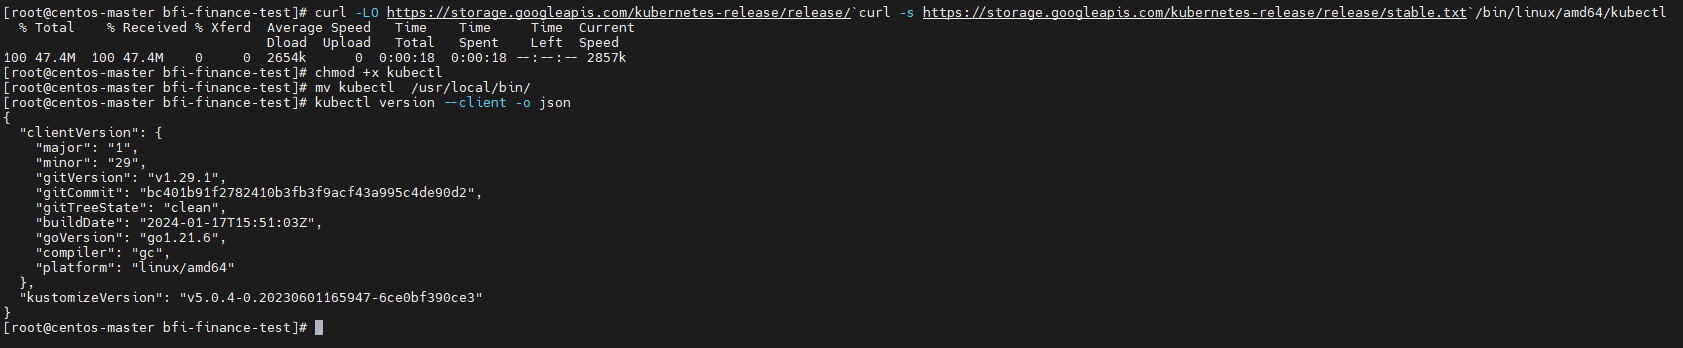 [root@centos-master bfi-finance-test]# curl -LO https://storage.googleapis.com/kubernetes-release/release/`curl -s https://storage.googleapis.com/kubernetes-release/release/stable.txt`/bin/linux/amd64/kubectl
  % Total    % Received % Xferd  Average Speed   Time    Time     Time  Current
                                 Dload  Upload   Total   Spent    Left  Speed
100 47.4M  100 47.4M    0     0  2654k      0  0:00:18  0:00:18 --:--:-- 2857k
[root@centos-master bfi-finance-test]# chmod +x kubectl
[root@centos-master bfi-finance-test]# mv kubectl  /usr/local/bin/
[root@centos-master bfi-finance-test]# kubectl version --client -o json
{
  "clientVersion": {
    "major": "1",
    "minor": "29",
    "gitVersion": "v1.29.1",
    "gitCommit": "bc401b91f2782410b3fb3f9acf43a995c4de90d2",
    "gitTreeState": "clean",
    "buildDate": "2024-01-17T15:51:03Z",
    "goVersion": "go1.21.6",
    "compiler": "gc",
    "platform": "linux/amd64"
  },
  "kustomizeVersion": "v5.0.4-0.20230601165947-6ce0bf390ce3"
}
[root@centos-master bfi-finance-test]#